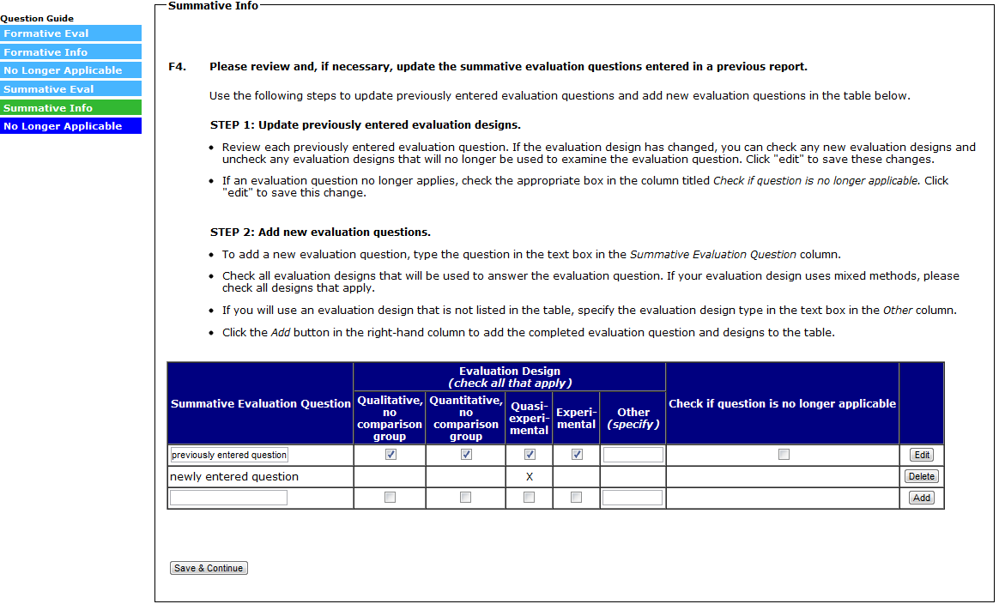 Summative Info
Question Guide
Formative Eval
Formative Info
No Longer Applicable
Summative Eval
Summative Info
No Longer Applicable
F4. Please review and, if necessary, update the summative evaluation questions entered in a previous report.
Use the following steps to update previously entered evaluation questions and add new evaluation questions in the table below.
STEP 1: Update previously entered evaluation designs.
• Review each previously entered evaluation question. If the evaluation design has changed, you can check any new evaluation designs and
uncheck any evaluation designs that will no longer be used to examine the evaluation question. Click "edit" to save these changes.
• If an evaluation question no longer applies, check the appropriate box in the column titled Check if question is no longer applicable. Click
"edit" to save this change.
STEP 2: Add new evaluation questions.
• To add a new evaluation question, type the question in the text box in the Summative Evaluation Question column.
• Check all evaluation designs that will be used to answer the evaluation question. If your evaluation design uses mixed methods, please
check all designs that apply.
• If you will use an evaluation design that is not listed in the table, specify the evaluation design type in the text box in the Other column.
• Click the Add button in the right-hand column to add the completed evaluation question and designs to the table.
Summative Evaluation Question
Evaluation Design
(check all that apply)
Qualitative,
no
comparison
group
Quantitative,
no
comparison
group
Quasi-
experi-
mental
Experi-
mental
Other
(specify)
Check if question is no longer applicable
previously entered question
Edit
newly entered question X
Delete
Add
Save & Continue